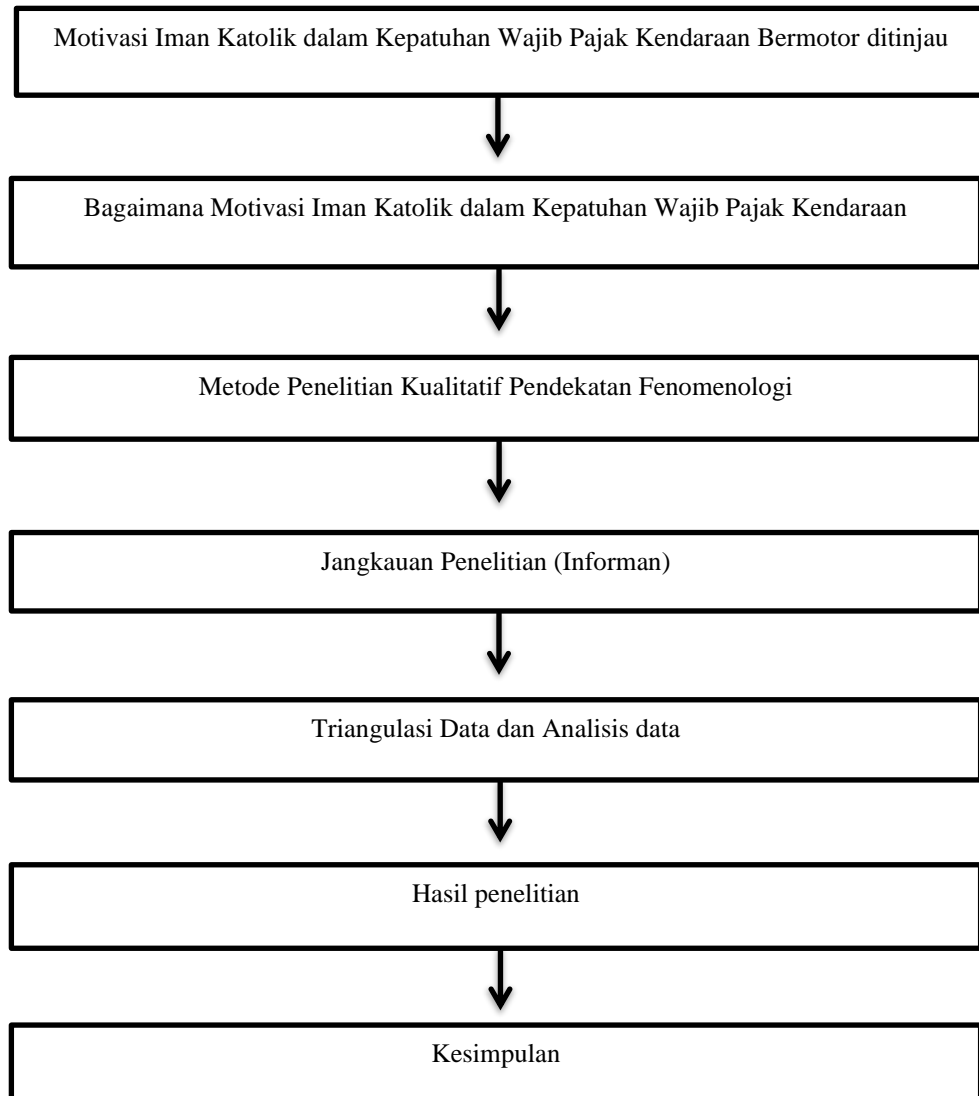 Motivasi Iman Katolik dalam Kepatuhan Wajib Pajak Kendaraan Bermotor ditinjau
Bagaimana Motivasi Iman Katolik dalam Kepatuhan Wajib Pajak Kendaraan
Metode Penelitian Kualitatif Pendekatan Fenomenologi
Jangkauan Penelitian (Informan)
Triangulasi Data dan Analisis data
Hasil penelitian
Kesimpulan